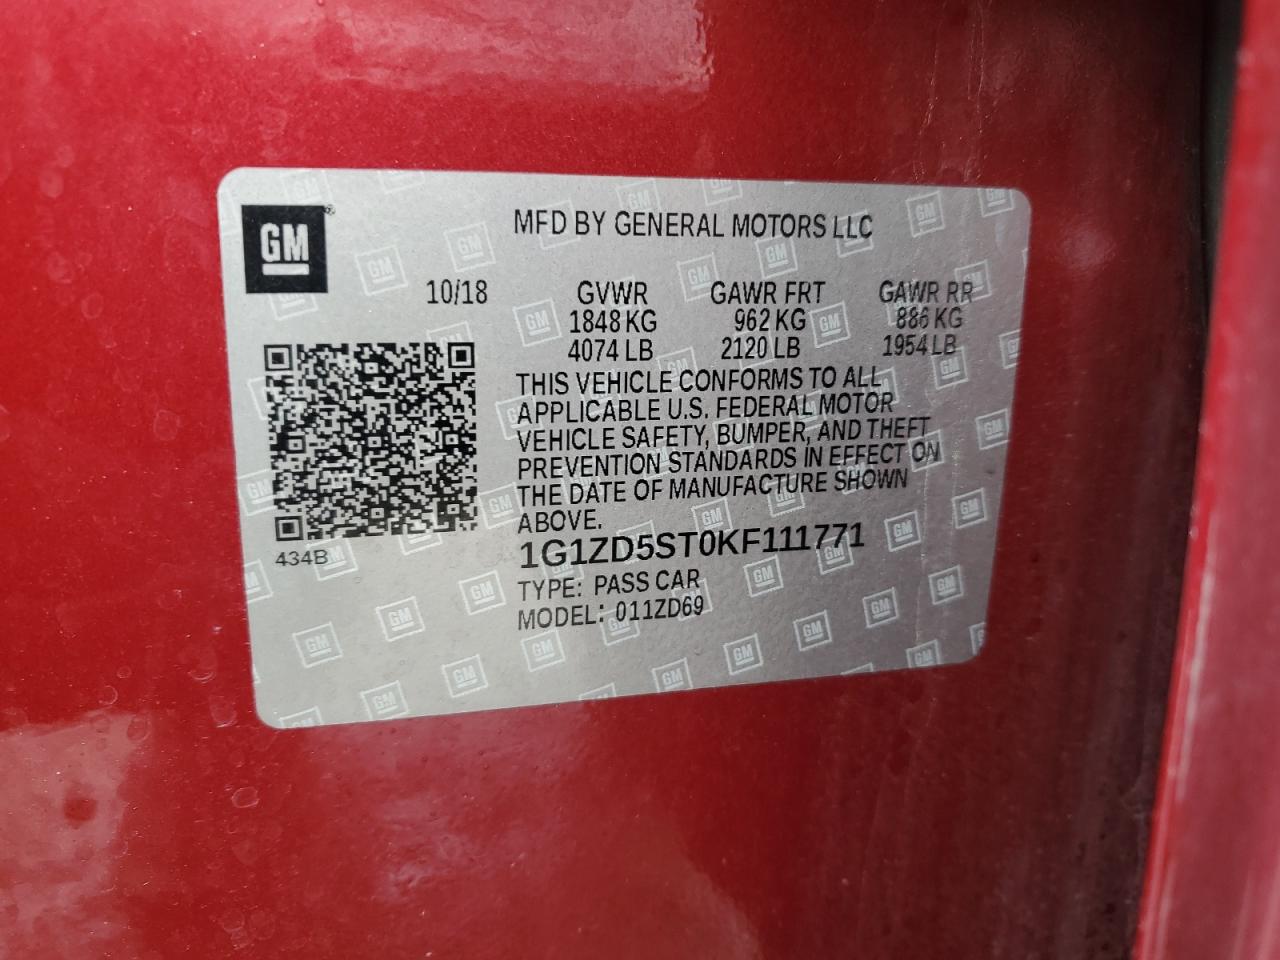 GM
MFD BY GENERAL MOTORS LLC
10/18 GVWR GAWR FRT GAWR RR
1848 KG 962 KG 886 KG
4074 LB 2120 LB 1954 LB
THIS VEHICLE CONFORMS TO ALL
APPLICABLE U.S. FEDERAL MOTOR
VEHICLE SAFETY, BUMPER, AND THEFT
PREVENTION STANDARDS IN EFFECT ON
THE DATE OF MANUFACTURE SHOWN
ABOVE.
434B
1G1ZD5ST0KF111771
TYPE: PASS CAR
MODEL: 011ZD69